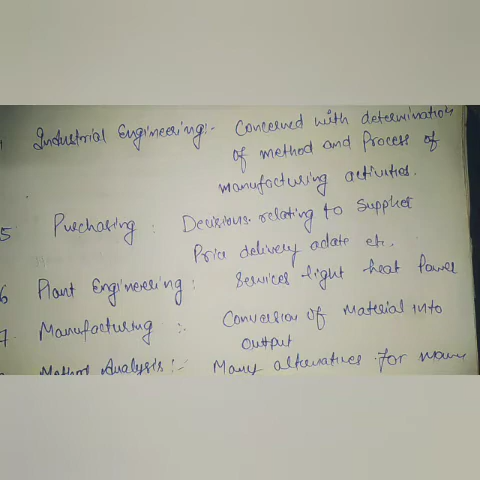 Industrial Engineering:- Concerned with determination
of method and Process of
manufacturing activities.
5 Purchasing : Decisions relating to Supplier
Price delivery adate etc.
6 Plant Engineering : Services light heat Power
7 Manufacturing :- Conversion of Material into
output
Method Analysis :- Many alternatives for many